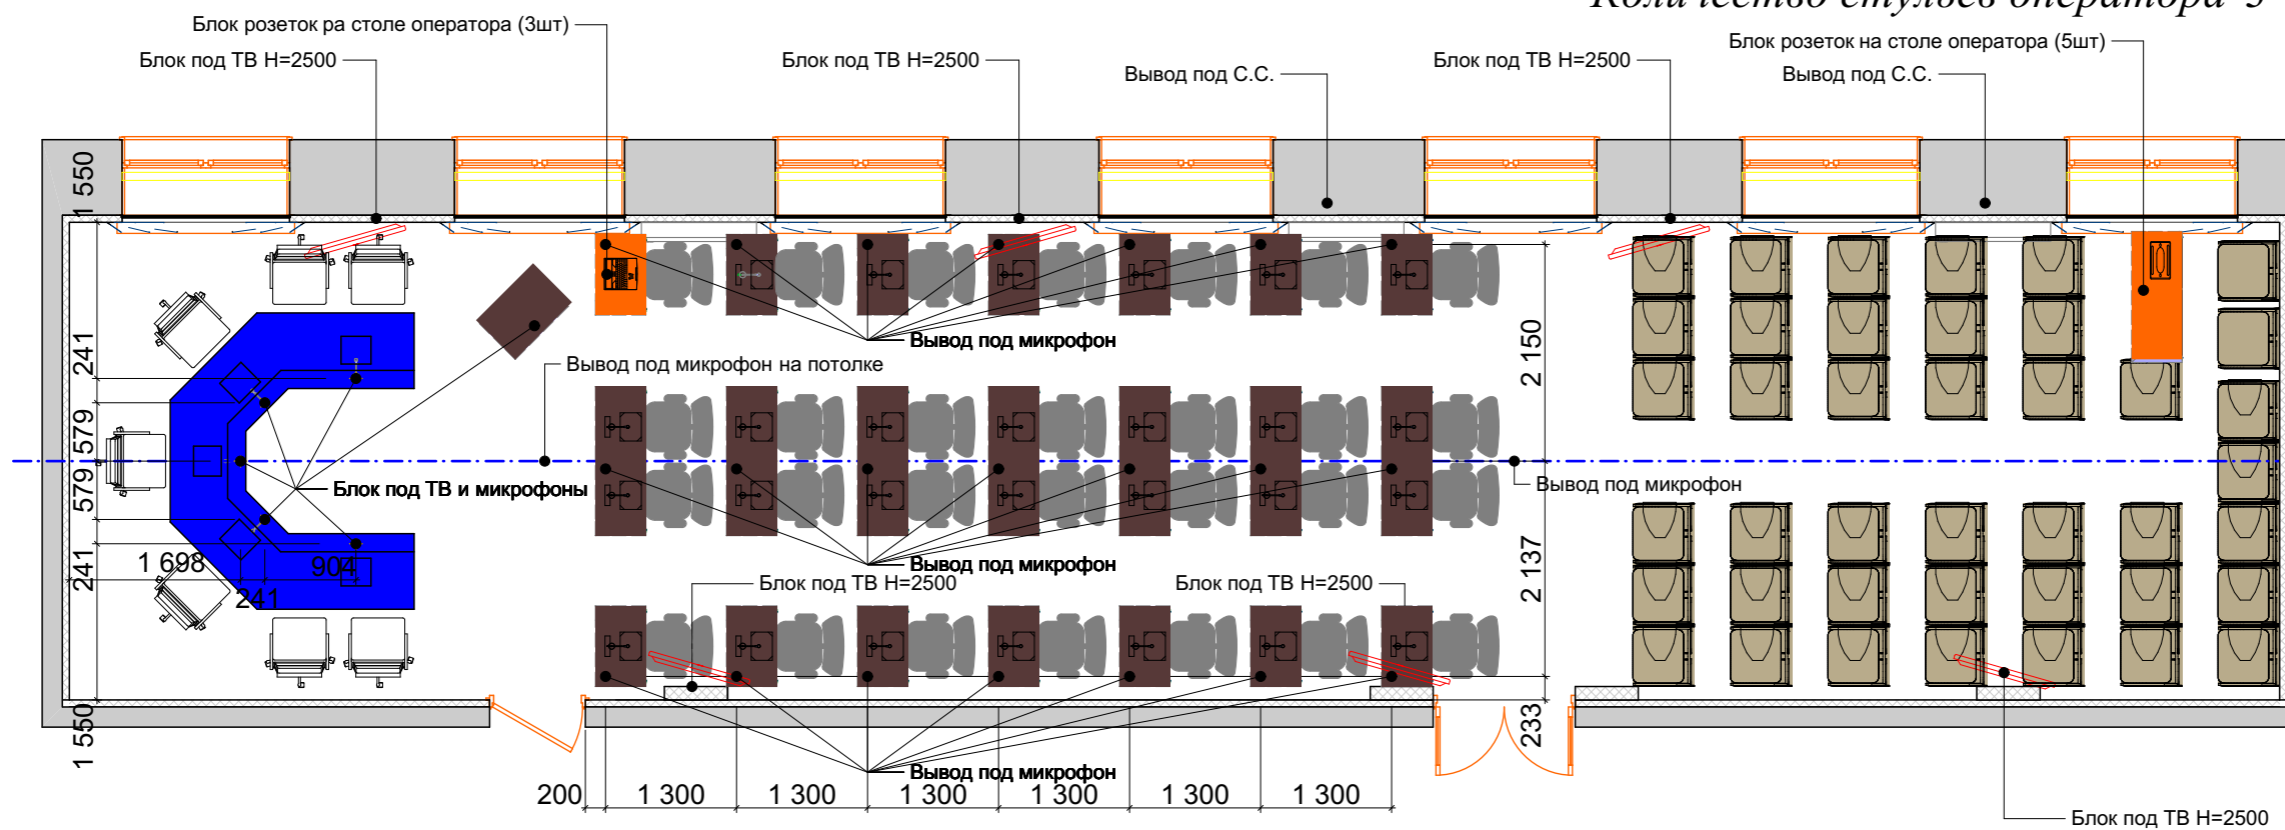 Количество стульев оператора
Блок розеток ра столе оператора (3шт)
Блок розеток на столе оператора (5шт)
Блок под ТВ Н=2500
Блок под ТВ Н=2500
Вывод под С.С.
Блок под ТВ Н=2500
Вывод под С.С.
1 550
241
579
579
241
1 550
1 698
241
904
Вывод под микрофон
Вывод под микрофон на потолке
2 150
Блок под ТВ и микрофоны
Вывод под микрофон
Вывод под микрофон
2 137
Блок под ТВ Н=2500
Блок под ТВ Н=2500
233
Вывод под микрофон
200
1 300
1 300
1 300
1 300
1 300
1 300
Блок под ТВ Н=2500